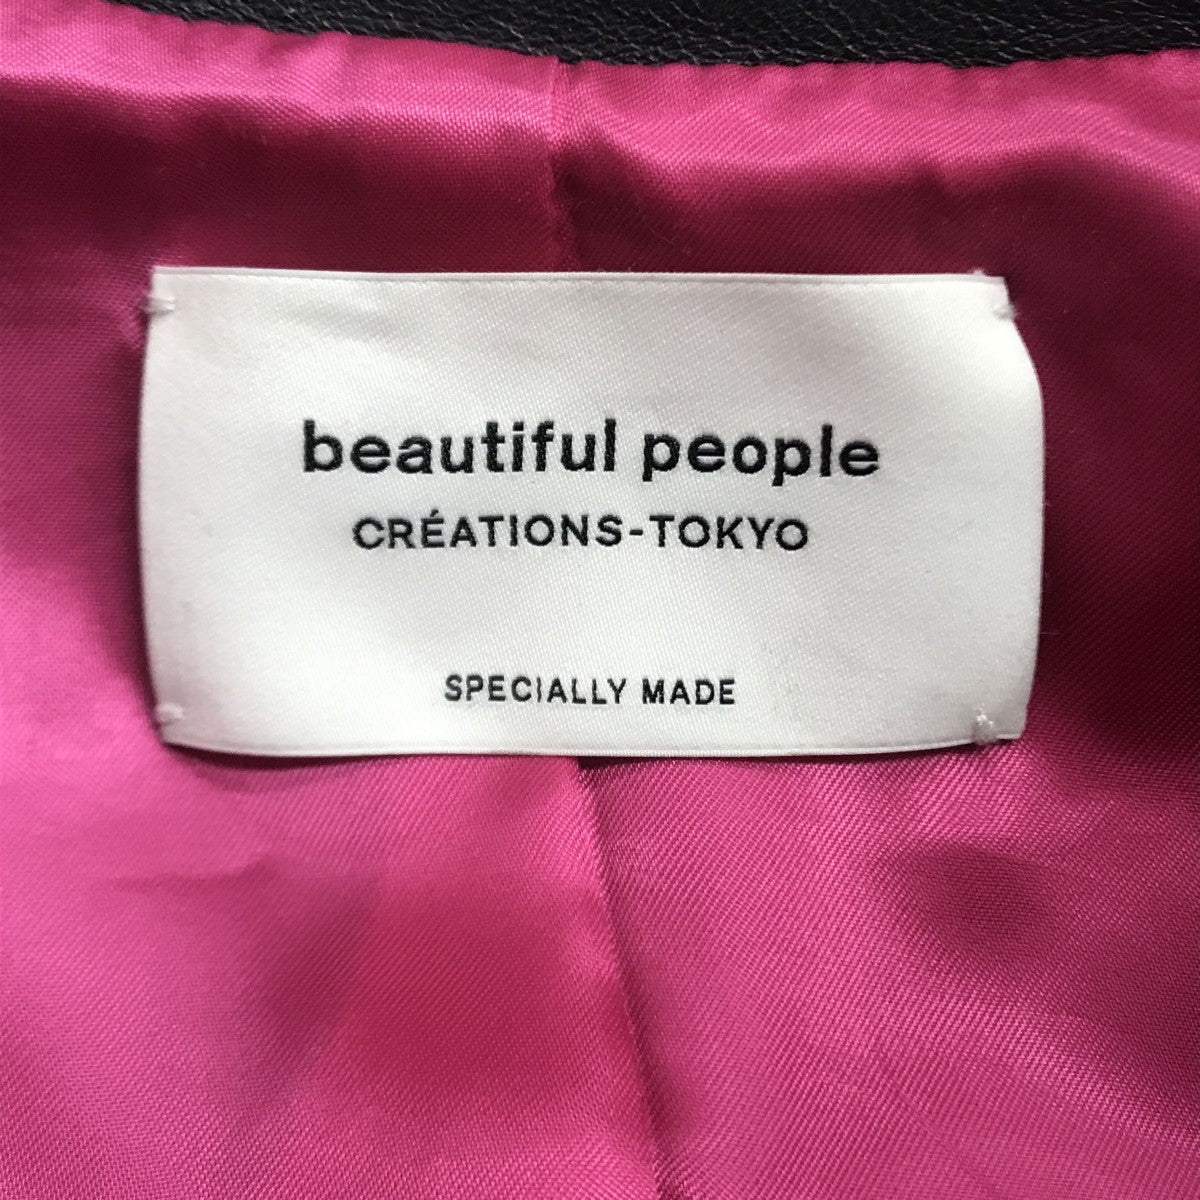 beautiful people
CRÉATIONS-TOKYO
SPECIALLY MADE